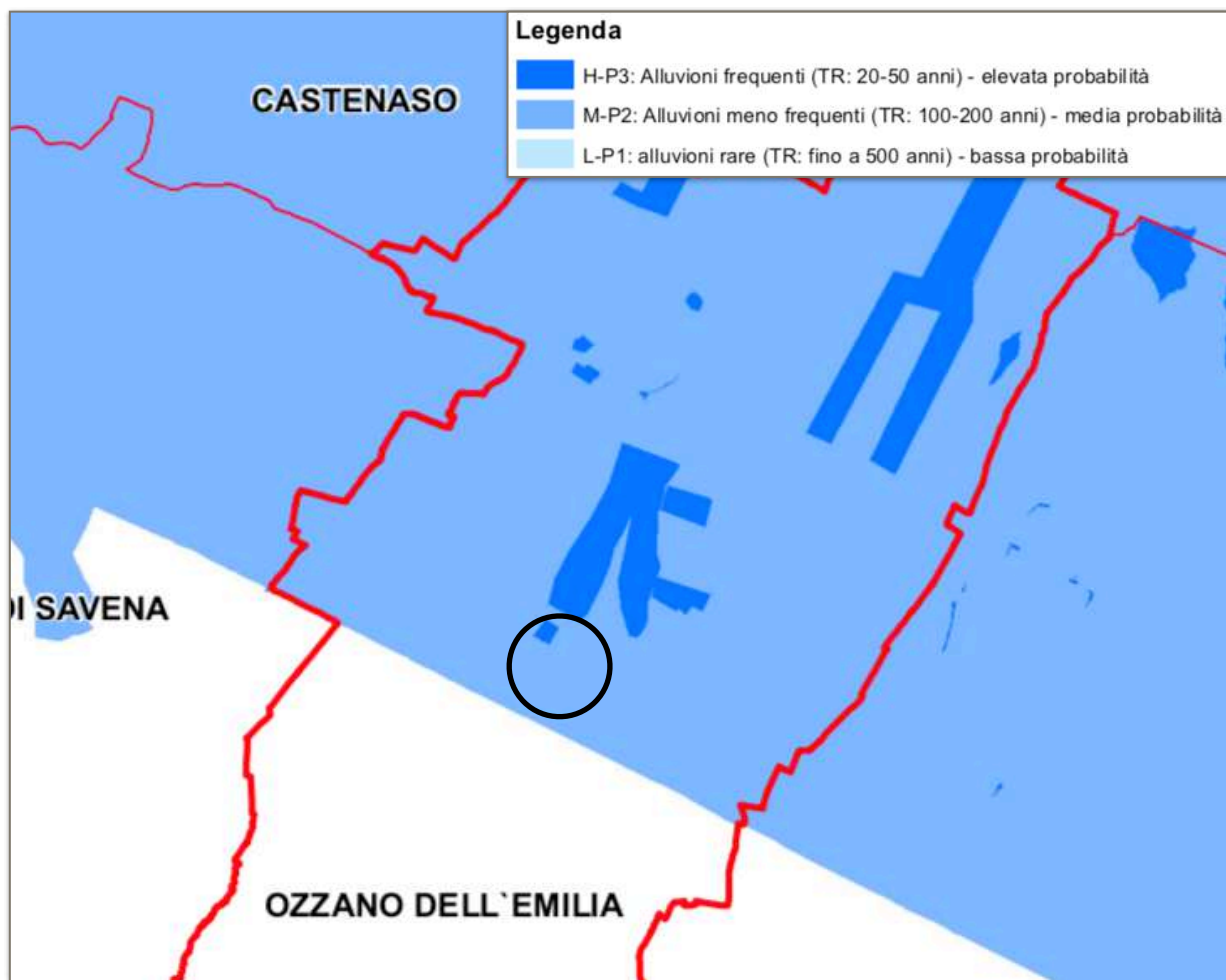 Legenda
H-P3: Alluvioni frequenti (TR: 20-50 anni) - elevata probabilità
M-P2: Alluvioni meno frequenti (TR: 100-200 anni) - media probabilità
L-P1: alluvioni rare (TR: fino a 500 anni) - bassa probabilità
CASTENASO
DI SAVENA
OZZANO DELL`EMILIA